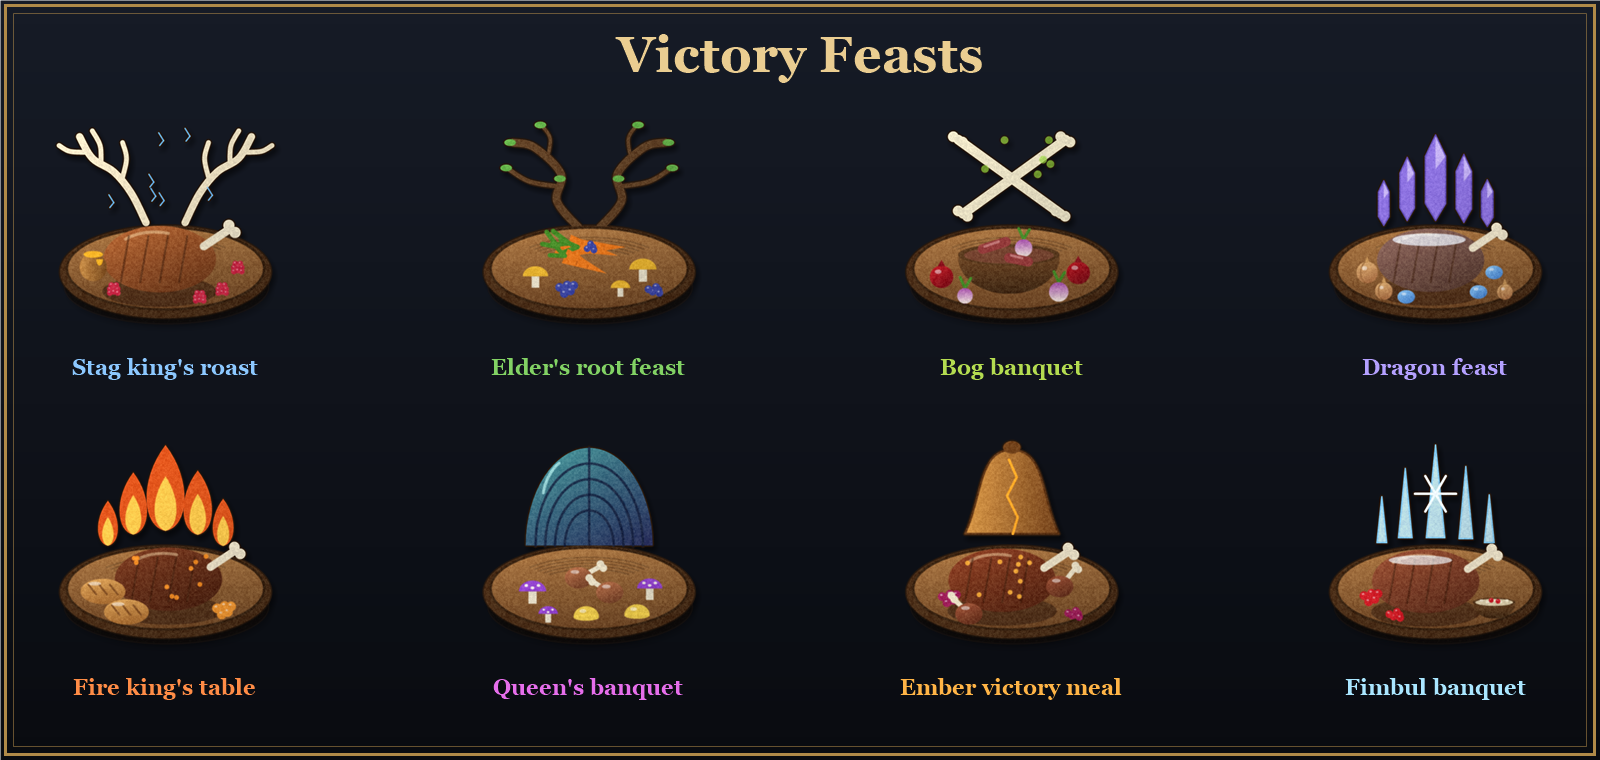 Victory Feasts
Stag king's roast
Elder's root feast
Bog banquet
Dragon feast
Fire king's table
Queen's banquet
Ember victory meal
Fimbul banquet